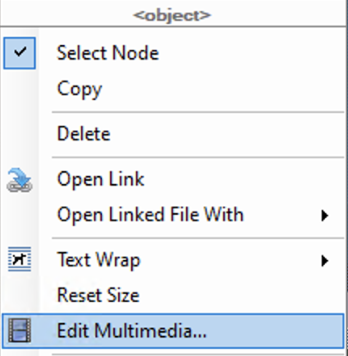 <object>
Select Node
Copy
Delete
Open Link
Open Linked File With
Text Wrap
Reset Size
Edit Multimedia...